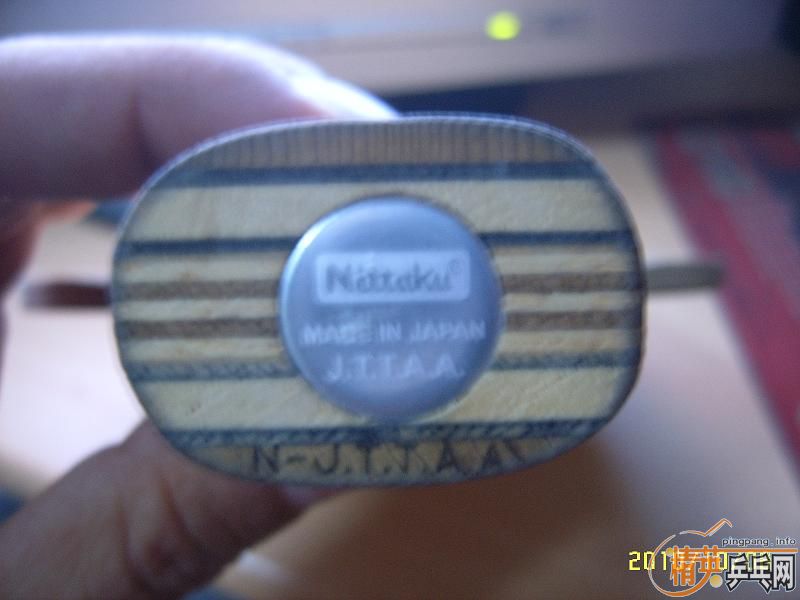 Nittaku®
MADE IN JAPAN
J.T.T.A.A.
N-J.T.T.A.A
pingpang.info
精英乒乓网